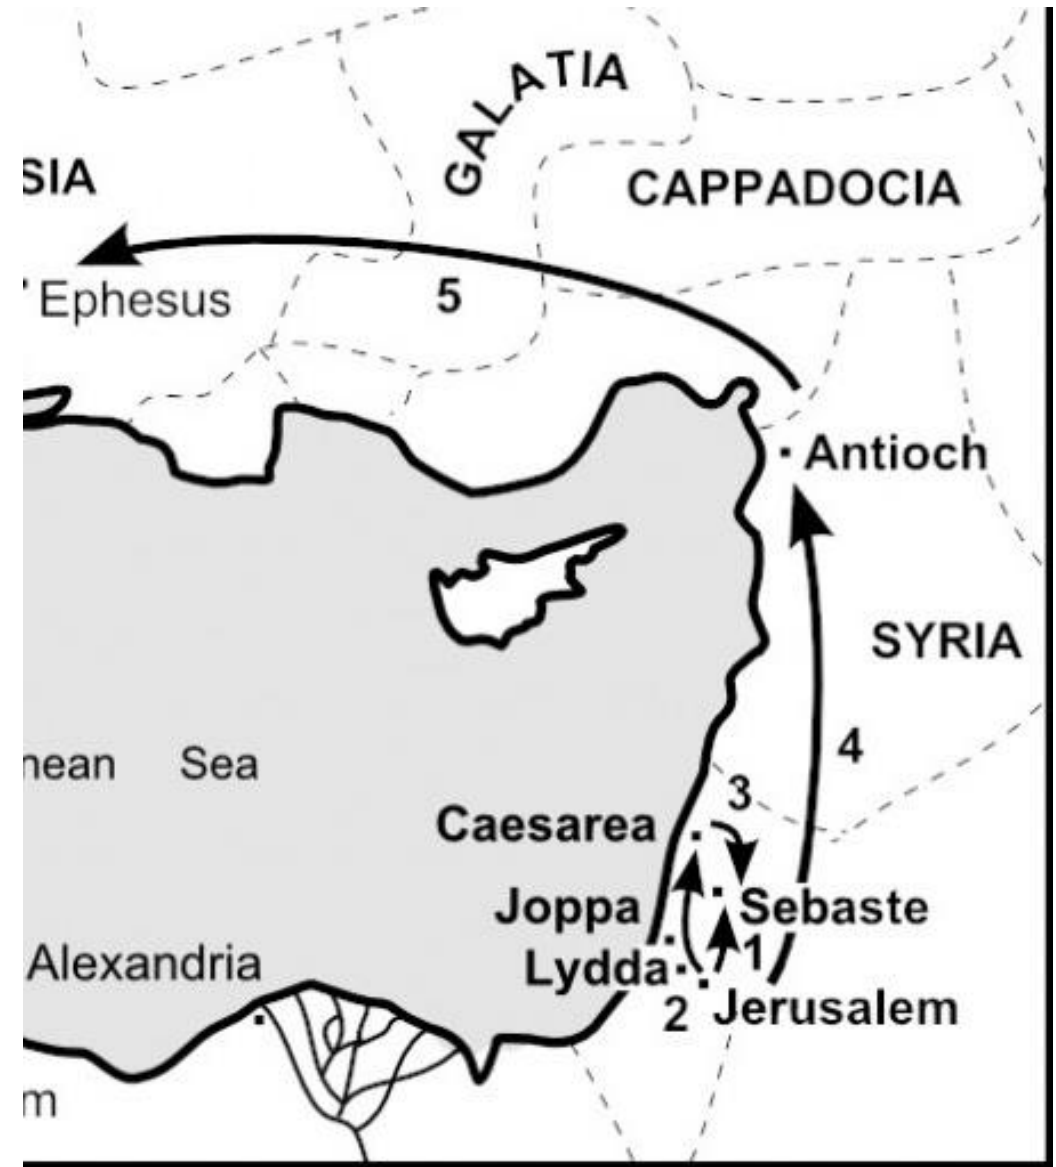 GALATIA
SIA
CAPPADOCIA
Ephesus
5
Antioch
SYRIA
4
nean Sea
3
Caesarea
Joppa
Sebaste
1
Alexandria
Lydda
2
Jerusalem
m